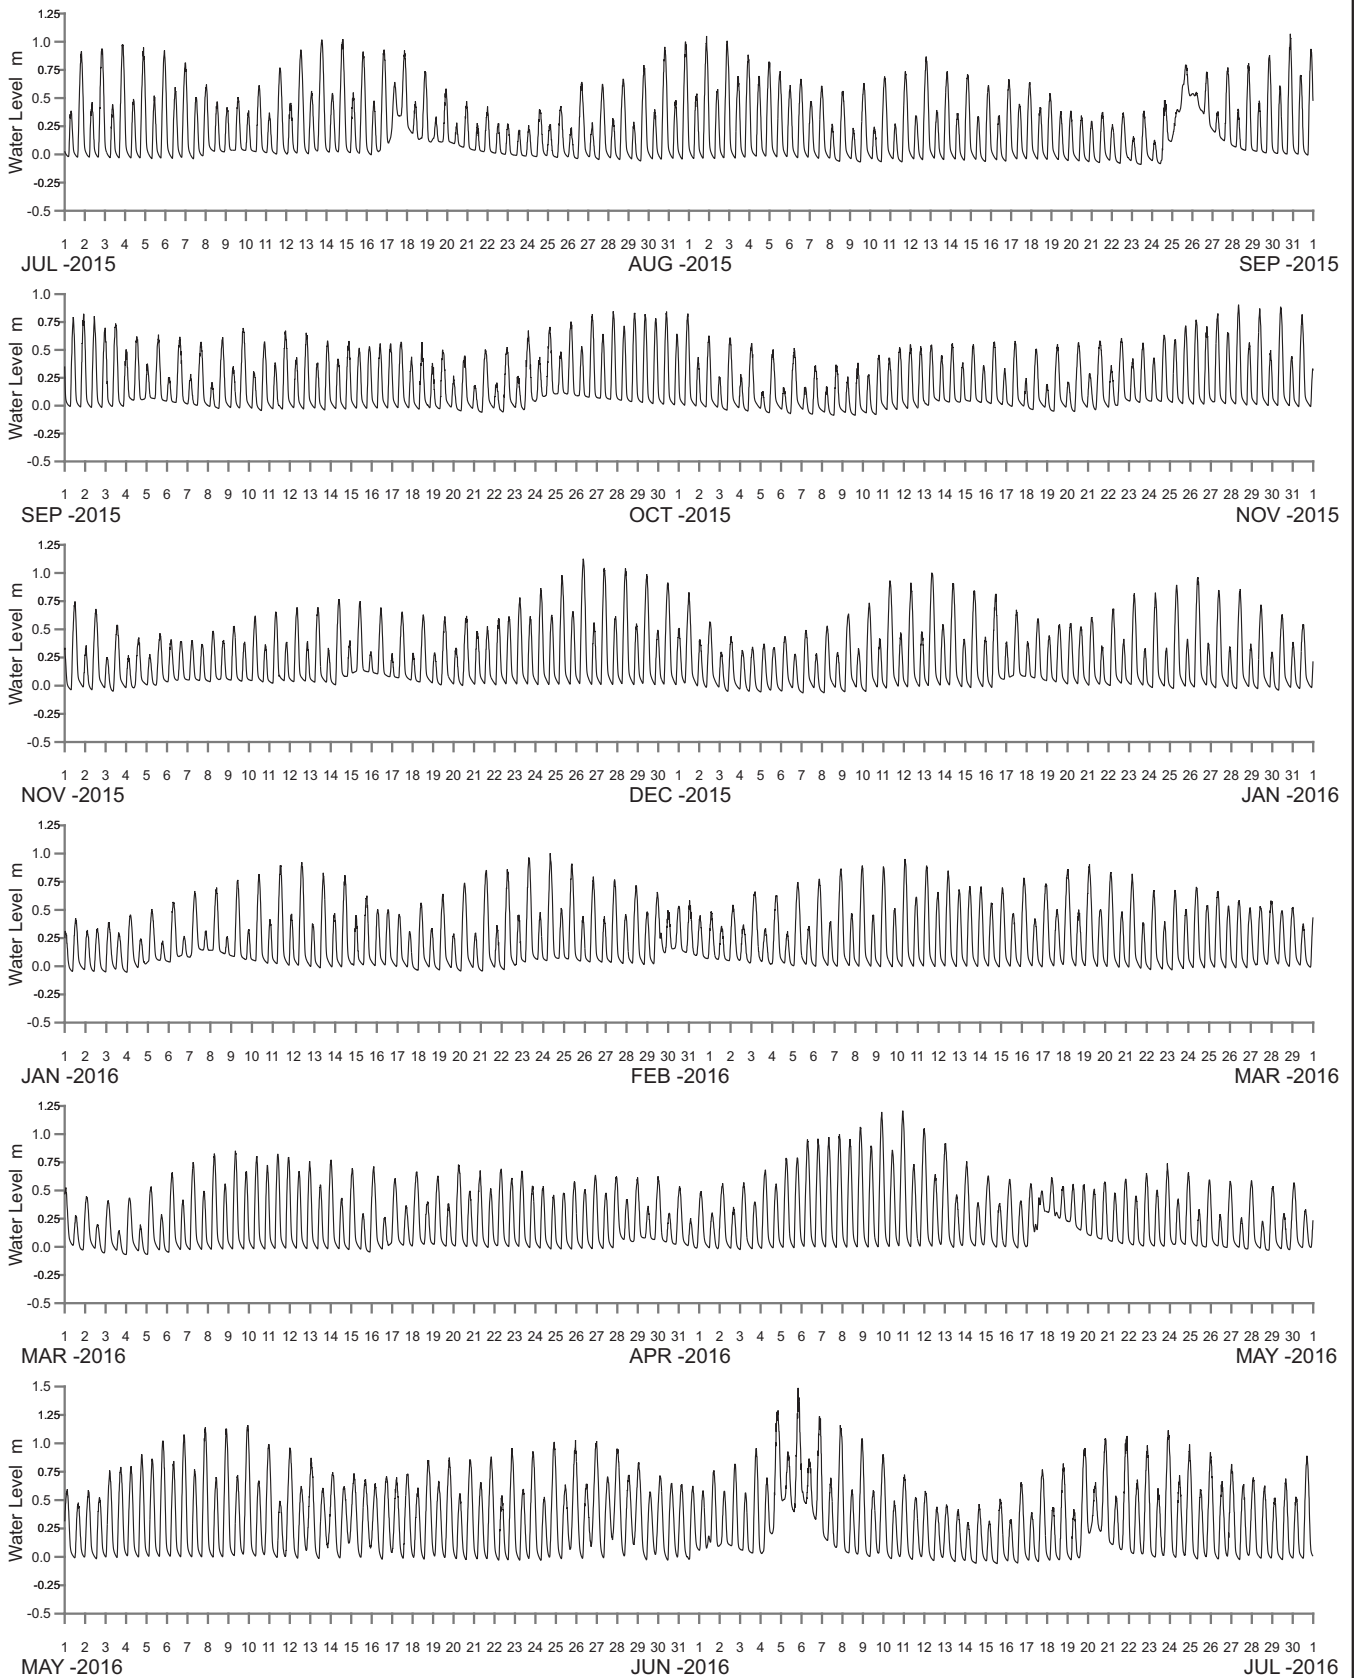 1.25
1.0
0.75
0.5
0.25
0.0
-0.25
-0.5
Water Level m
1 2 3 4 5 6 7 8 9 10 11 12 13 14 15 16 17 18 19 20 21 22 23 24 25 26 27 28 29 30 31 1 2 3 4 5 6 7 8 9 10 11 12 13 14 15 16 17 18 19 20 21 22 23 24 25 26 27 28 29 30 31 1
JUL -2015 AUG -2015 SEP -2015
1.0
0.75
0.5
0.25
0.0
-0.25
-0.5
Water Level m
1 2 3 4 5 6 7 8 9 10 11 12 13 14 15 16 17 18 19 20 21 22 23 24 25 26 27 28 29 30 1 2 3 4 5 6 7 8 9 10 11 12 13 14 15 16 17 18 19 20 21 22 23 24 25 26 27 28 29 30 31 1
SEP -2015 OCT -2015 NOV -2015
1.25
1.0
0.75
0.5
0.25
0.0
-0.25
-0.5
Water Level m
1 2 3 4 5 6 7 8 9 10 11 12 13 14 15 16 17 18 19 20 21 22 23 24 25 26 27 28 29 30 1 2 3 4 5 6 7 8 9 10 11 12 13 14 15 16 17 18 19 20 21 22 23 24 25 26 27 28 29 30 31 1
NOV -2015 DEC -2015 JAN -2016
1.25
1.0
0.75
0.5
0.25
0.0
-0.25
-0.5
Water Level m
1 2 3 4 5 6 7 8 9 10 11 12 13 14 15 16 17 18 19 20 21 22 23 24 25 26 27 28 29 30 31 1 2 3 4 5 6 7 8 9 10 11 12 13 14 15 16 17 18 19 20 21 22 23 24 25 26 27 28 29 1
JAN -2016 FEB -2016 MAR -2016
1.25
1.0
0.75
0.5
0.25
0.0
-0.25
-0.5
Water Level m
1 2 3 4 5 6 7 8 9 10 11 12 13 14 15 16 17 18 19 20 21 22 23 24 25 26 27 28 29 30 31 1 2 3 4 5 6 7 8 9 10 11 12 13 14 15 16 17 18 19 20 21 22 23 24 25 26 27 28 29 30 1
MAR -2016 APR -2016 MAY -2016
1.5
1.25
1.0
0.75
0.5
0.25
0.0
-0.25
-0.5
Water Level m
1 2 3 4 5 6 7 8 9 10 11 12 13 14 15 16 17 18 19 20 21 22 23 24 25 26 27 28 29 30 31 1 2 3 4 5 6 7 8 9 10 11 12 13 14 15 16 17 18 19 20 21 22 23 24 25 26 27 28 29 30 1
MAY -2016 JUN -2016 JUL -2016